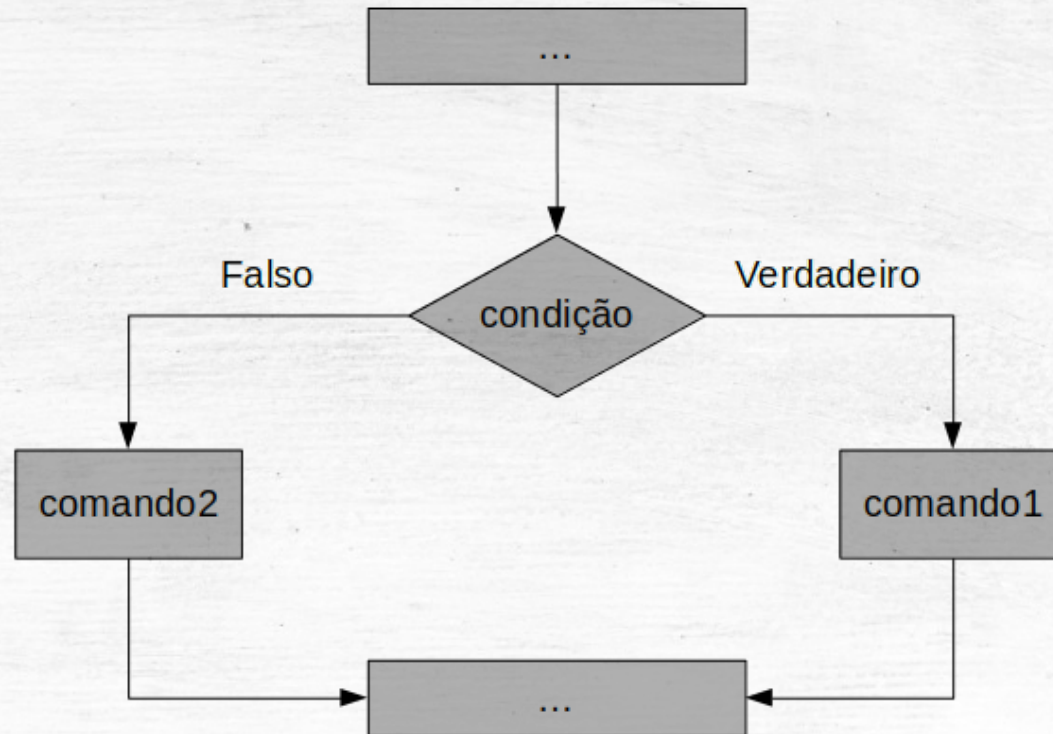 ...
Falso
Verdadeiro
condição
comando2
comando1
...